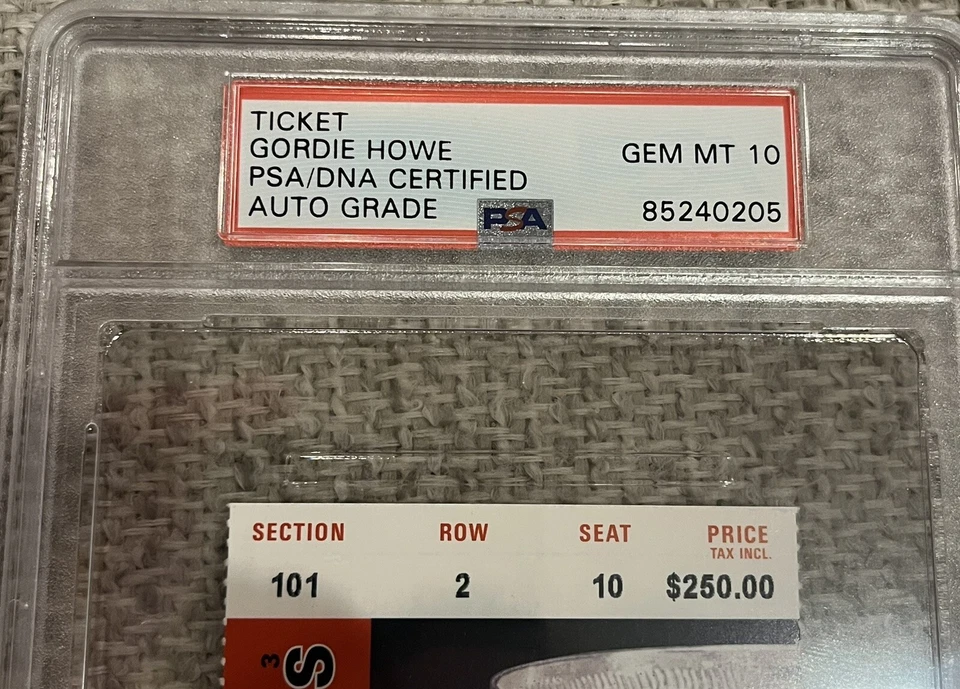 TICKET
GORDIE HOWE
PSA/DNA CERTIFIED
AUTO GRADE
GEM MT 10
85240205
PSA
SECTION ROW SEAT PRICE
TAX INCL.
101 2 10 $250.00
3
S